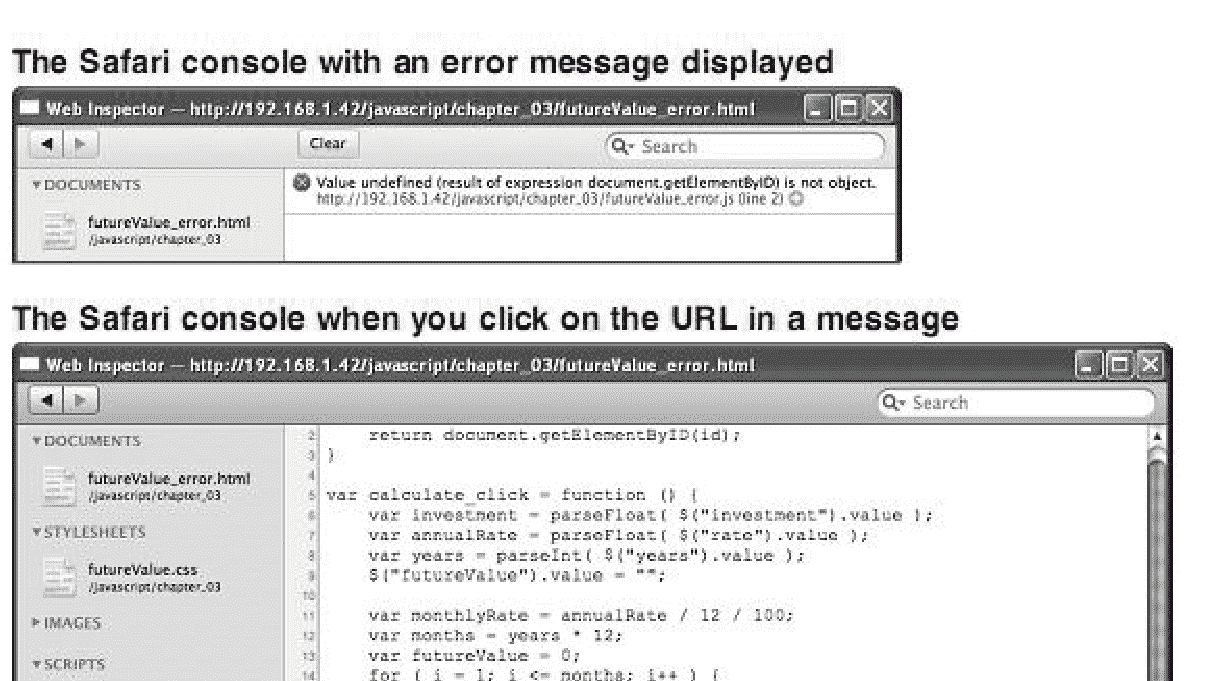 The Safari console with an error message displayed
Web Inspector — http://192.168.1.42/javascript/chapter_03/futureValue_error.html
Clear
Search
DOCUMENTS
Value undefined (result of expression document.getElementByID) is not object.
http://192.168.1.42/javascript/chapter_03/futureValue_error.js (line 2)
futureValue_error.html
/javascript/chapter_03
The Safari console when you click on the URL in a message
Web Inspector — http://192.168.1.42/javascript/chapter_03/futureValue_error.html
Search
DOCUMENTS
futureValue_error.html
/javascript/chapter_03
STYLESHEETS
futureValue.css
/javascript/chapter_03
IMAGES
SCRIPTS
2 return document.getElementByID(id);
3 }
4
5 var calculate_click = function () {
6 var investment = parseFloat( $("investment").value );
7 var annualRate = parseFloat( $("rate").value );
8 var years = parseInt( $("years").value );
9 $("futureValue").value = "";
10
11 var monthlyRate = annualRate / 12 / 100;
12 var months = years * 12;
13 var futureValue = 0;
14 for ( i = 1; i <= months; i++ ) {